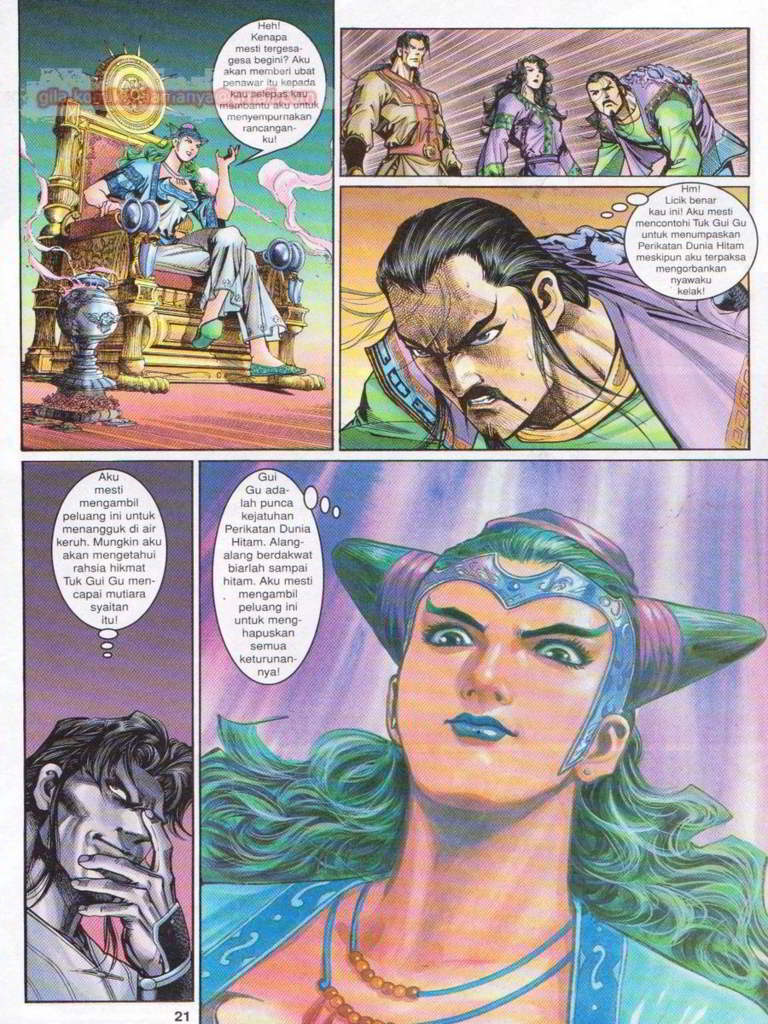 Heh!
Kenapa
mesti tergesa-
gesa begini? Aku
akan memberi ubat
penawar itu kepada
kau selepas kau
membantu aku untuk
menyempurnakan
rancangan-
ku!
Hm!
Licik benar
kau ini! Aku mesti
mencontohi Tuk Gui Gu
untuk menumpaskan
Perikatan Dunia Hitam
meskipun aku terpaksa
mengorbankan
nyawaku
kelak!
Aku
mesti
mengambil
peluang ini untuk
menangguk di air
keruh. Mungkin aku
akan mengetahui
rahsia hikmat
Tuk Gui Gu men-
capai mutiara
syaitan
itu!
Gui
Gu ada-
lah punca
kejatuhan
Perikatan Dunia
Hitam. Alang-
alang berdakwat
biarlah sampai
hitam. Aku mesti
mengambil
peluang ini
untuk meng-
hapuskan
semua
keturunan-
nya!
21